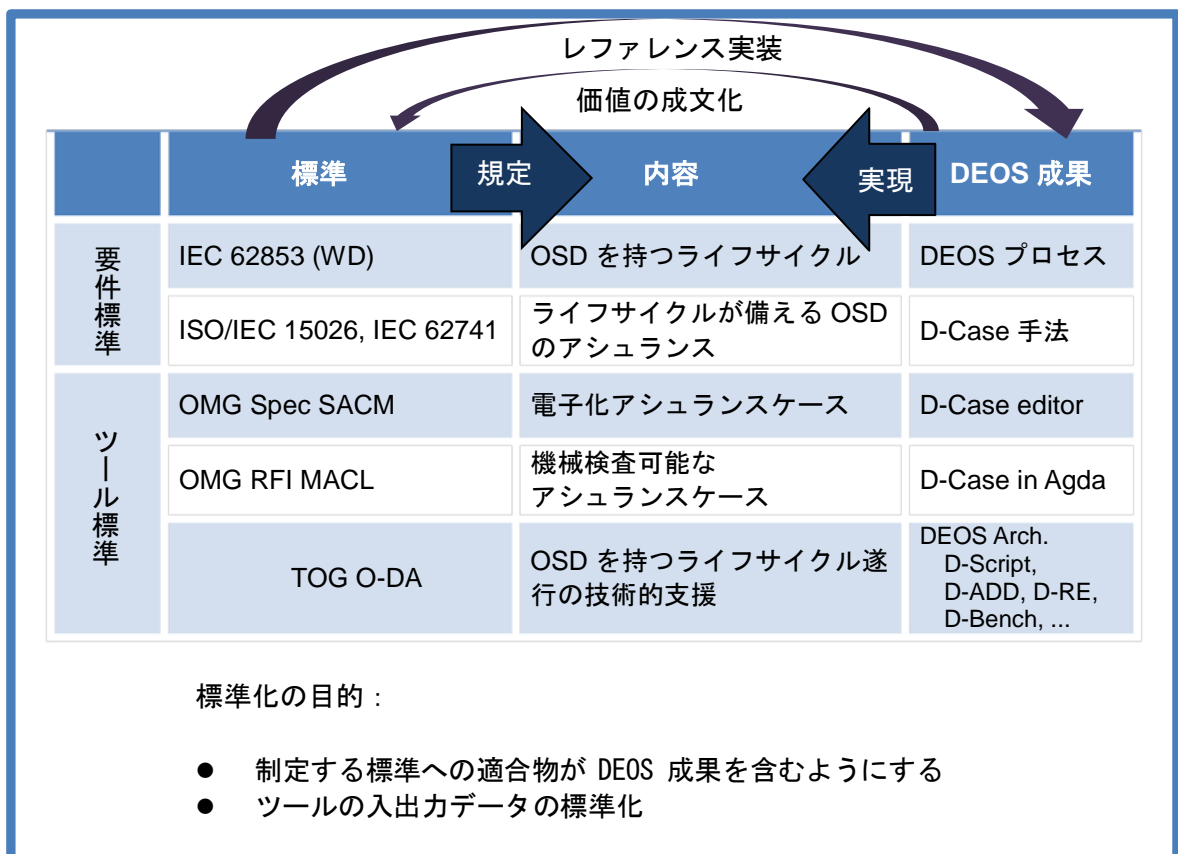 レファレンス実装
価値の成文化
標準
規定
内容
実現
DEOS 成果
要件標準
IEC 62853 (WD)
OSD を持つライフサイクル
DEOS プロセス
ISO/IEC 15026, IEC 62741
ライフサイクルが備える OSD
のアシュランス
D-Case 手法
ツール標準
OMG Spec SACM
電子化アシュランスケース
D-Case editor
OMG RFI MACL
機械検査可能な
アシュランスケース
D-Case in Agda
TOG O-DA
OSD を持つライフサイクル遂
行の技術的支援
DEOS Arch.
D-Script,
D-ADD, D-RE,
D-Bench, ...
標準化の目的：
● 制定する標準への適合物が DEOS 成果を含むようにする
● ツールの入出力データの標準化